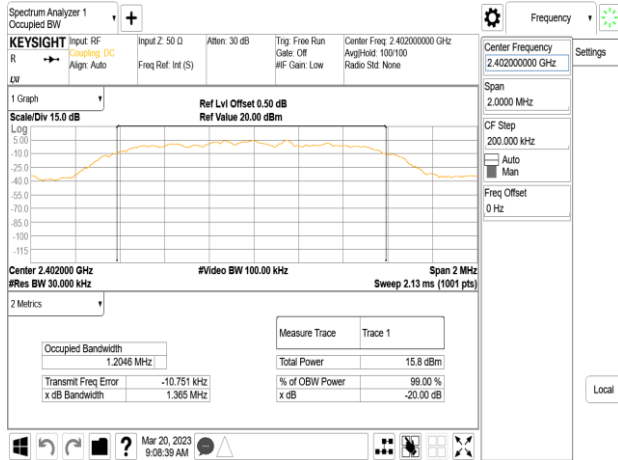 Spectrum Analyzer 1
Occupied BW
KEYSIGHT
R
LXI
Input: RF
Coupling: DC
Align: Auto
Input Z: 50 Ω
Freq Ref: Int (S)
Atten: 30 dB
Trig: Free Run
Gate: Off
#IF Gain: Low
Center Freq: 2.402000000 GHz
Avg|Hold: 100/100
Radio Std: None
1 Graph
Scale/Div 15.0 dB
Ref Lvl Offset 0.50 dB
Ref Value 20.00 dBm
Log
5.00
-10.0
-25.0
-40.0
-55.0
-70.0
-85.0
-100
-115
Center 2.402000 GHz
#Video BW 100.00 kHz
Span 2 MHz
#Res BW 30.000 kHz
Sweep 2.13 ms (1001 pts)
2 Metrics
Measure Trace Trace 1
Occupied Bandwidth
1.2046 MHz
Total Power 15.8 dBm
Transmit Freq Error -10.751 kHz
% of OBW Power 99.00 %
x dB Bandwidth 1.365 MHz
x dB -20.00 dB
?
Mar 20, 2023
9:08:39 AM
Frequency
Settings
Center Frequency
2.402000000 GHz
Span
2.0000 MHz
CF Step
200.000 kHz
Auto
Man
Freq Offset
0 Hz
Local